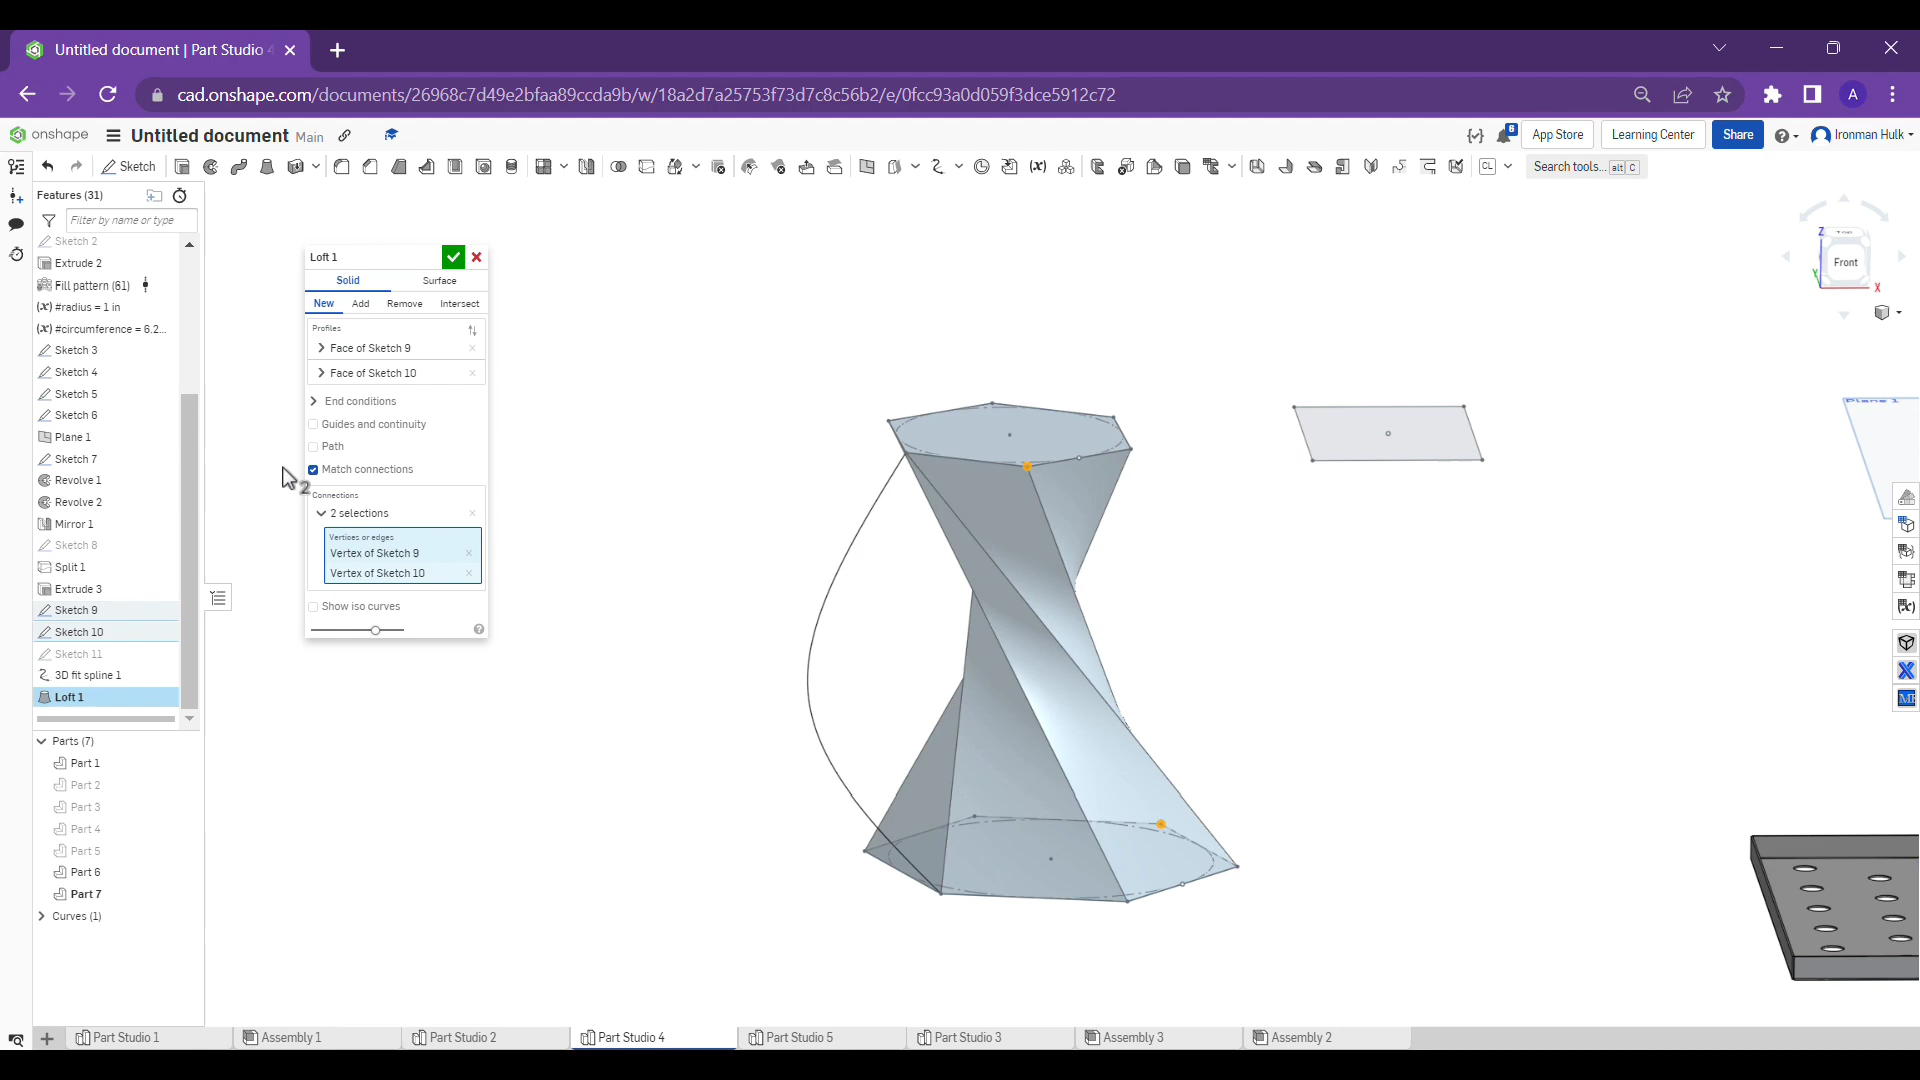 Untitled document | Part Studio 4
cad.onshape.com/documents/26968c7d49e2bfaa89ccda9b/w/18a2d7a25753f73d7c8c56b2/e/0fcc93a0d059f3dce5912c72
A
onshape
Untitled document Main
6
App Store
Learning Center
Share
Ironman Hulk
Sketch
CL
Search tools... alt C
Features (31)
Filter by name or type
Sketch 2
Extrude 2
Fill pattern (61)
(x) #radius = 1 in
(x) #circumference = 6.2...
Sketch 3
Sketch 4
Sketch 5
Sketch 6
Plane 1
Sketch 7
Revolve 1
Revolve 2
Mirror 1
Sketch 8
Split 1
Extrude 3
Sketch 9
Sketch 10
Sketch 11
3D fit spline 1
Loft 1
Parts (7)
Part 1
Part 2
Part 3
Part 4
Part 5
Part 6
Part 7
Curves (1)
Loft 1
Solid
Surface
New
Add
Remove
Intersect
Profiles
Face of Sketch 9
Face of Sketch 10
End conditions
Guides and continuity
Path
Match connections
Connections
2 selections
Vertices or edges
Vertex of Sketch 9
Vertex of Sketch 10
Show iso curves
2
Plane 1
Z
Top
Front
Y
X
Part Studio 1
Assembly 1
Part Studio 2
Part Studio 4
Part Studio 5
Part Studio 3
Assembly 3
Assembly 2